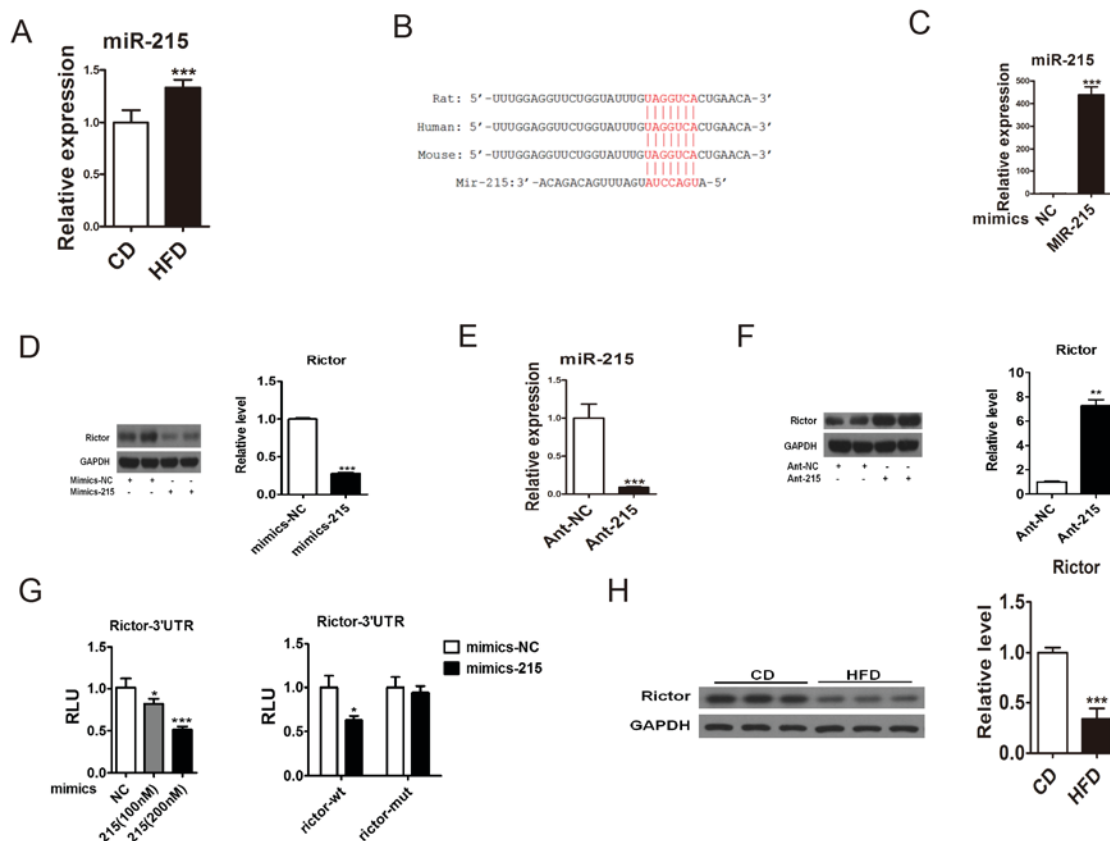 A
miR-215
Relative expression
1.5
1.0
0.5
0.0
***
CD
HFD
B
Rat: 5’-UUUGGAGGUUCUGGUAUUUGUAGGUCACUGAACA-3’
Human: 5’-UUUGGAGGUUCUGGUAUUUGUAGGUCACUGAACA-3’
Mouse: 5’-UUUGGAGGUUCUGGUAUUUGUAGGUCACUGAACA-3’
Mir-215:3’-ACAGACAGUUUAGUAUCCAGUA-5’
C
miR-215
Relative expression
500
400
300
200
100
0
***
mimics
NC
MIR-215
D
Rictor
GAPDH
Mimics-NC + + - -
Mimics-215 - - + +
Rictor
Relative level
1.5
1.0
0.5
0.0
***
mimics-NC
mimics-215
E
miR-215
Relative expression
1.5
1.0
0.5
0.0
***
Ant-NC
Ant-215
F
Rictor
GAPDH
Ant-NC + + - -
Ant-215 - - + +
Rictor
Relative level
10
8
6
4
2
0
**
Ant-NC
Ant-215
G
Rictor-3'UTR
RLU
1.5
1.0
0.5
0.0
*
***
mimics
NC
215(100nM)
215(200nM)
Rictor-3'UTR
RLU
1.5
1.0
0.5
0.0
*
rictor-wt
rictor-mut
mimics-NC
mimics-215
H
CD HFD
Rictor
GAPDH
Rictor
Relative level
1.5
1.0
0.5
0.0
***
CD
HFD